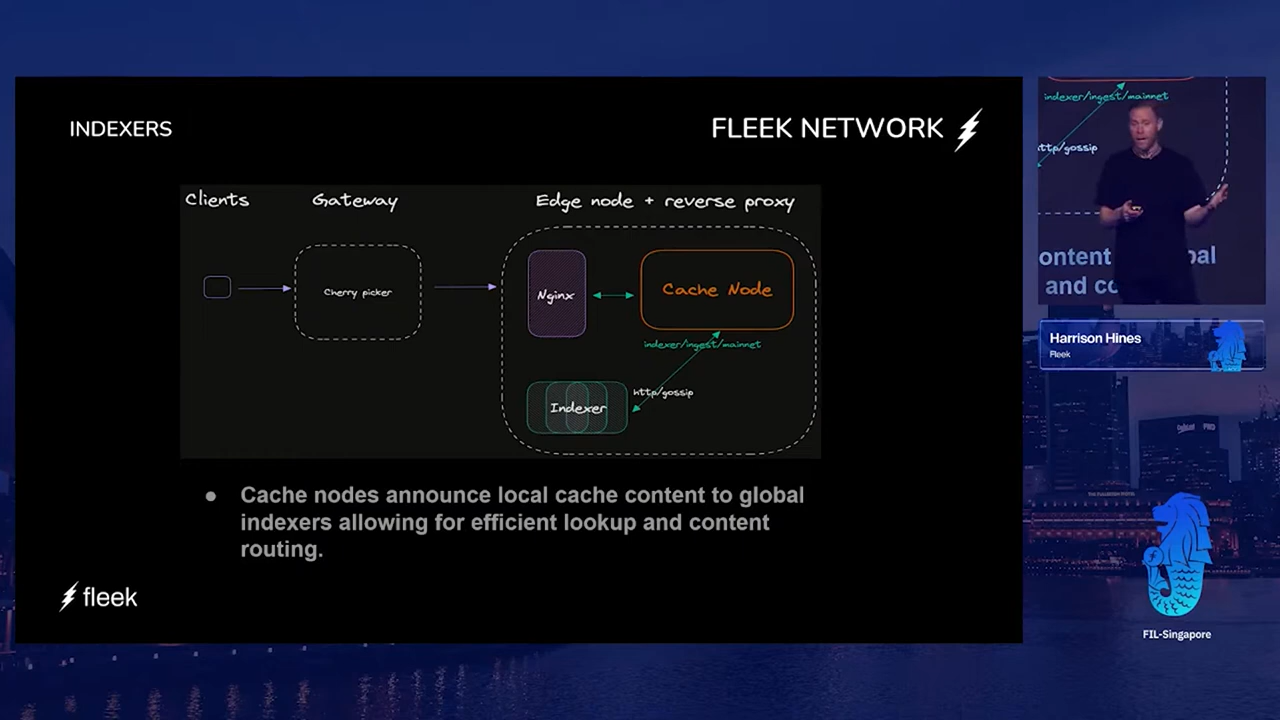 INDEXERS
FLEEK NETWORK
Clients
Gateway
Edge node + reverse proxy
Cherry picker
Nginx
Cache Node
indexer/ingest/mainnet
http/gossip
Indexer
Cache nodes announce local cache content to global
indexers allowing for efficient lookup and content
routing.
fleek
indexer/ingest/mainnet
http/gossip
ontent
and co
Harrison Hines
Fleek
FIL-Singapore